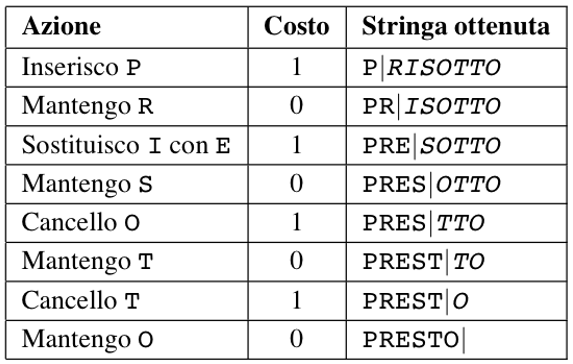 Azione Costo Stringa ottenuta
Inserisco P 1 P|RISOTTO
Mantengo R 0 PR|ISOTTO
Sostituisco I con E 1 PRE|SOTTO
Mantengo S 0 PRES|OTTO
Cancello O 1 PRES|TTO
Mantengo T 0 PREST|TO
Cancello T 1 PREST|O
Mantengo O 0 PRESTO|